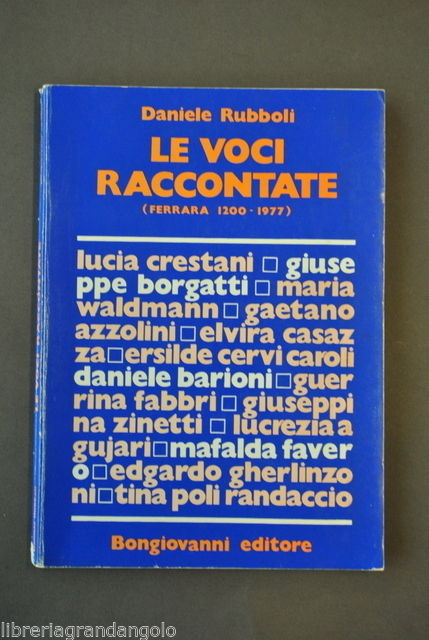 Daniele Rubboli
LE VOCI
RACCONTATE
(FERRARA 1200 - 1977)
lucia crestani □ giuse
ppe borgatti □ maria
waldmann □ gaetano
azzolini □ elvira casaz
za □ ersilde cervi caroli
daniele barioni □ guer
rina fabbri □ giuseppi
na zinetti □ lucrezia a
gujari □ mafalda faver
o □ edgardo gherlinzo
ni □ tina poli randaccio
Bongiovanni editore
libreriagrandangolo